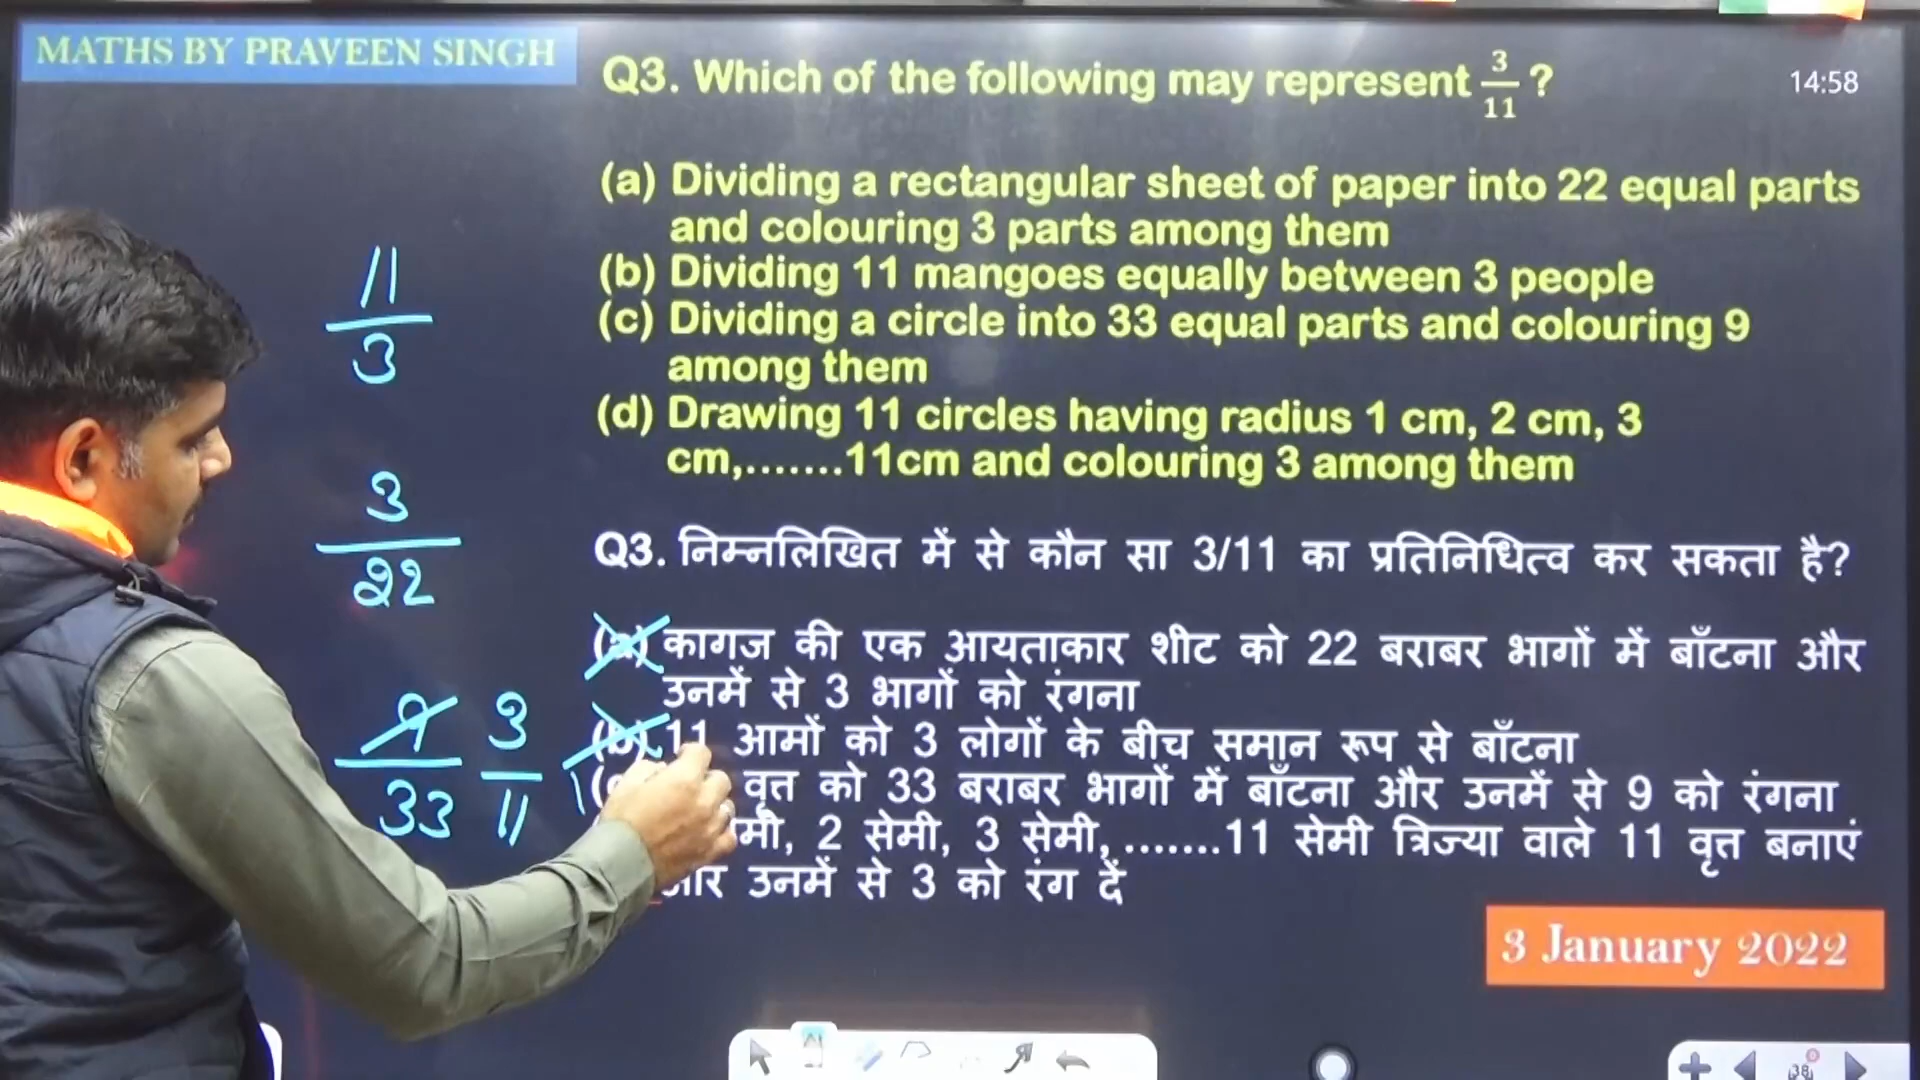 MATHS BY PRAVEEN SINGH
Q3. Which of the following may represent 3/11 ?
14:58
(a) Dividing a rectangular sheet of paper into 22 equal parts
and colouring 3 parts among them
(b) Dividing 11 mangoes equally between 3 people
(c) Dividing a circle into 33 equal parts and colouring 9
among them
(d) Drawing 11 circles having radius 1 cm, 2 cm, 3
cm,.......11cm and colouring 3 among them
11/3
3/22
9/33 3/11
Q3. निम्नलिखित में से कौन सा 3/11 का प्रतिनिधित्व कर सकता है?
(a) कागज की एक आयताकार शीट को 22 बराबर भागों में बाँटना और
उनमें से 3 भागों को रंगना
(b) 11 आमों को 3 लोगों के बीच समान रूप से बाँटना
वृत्त को 33 बराबर भागों में बाँटना और उनमें से 9 को रंगना
2 सेमी, 3 सेमी, .......11 सेमी त्रिज्या वाले 11 वृत्त बनाएं
उनमें से 3 को रंग दें
3 January 2022
38